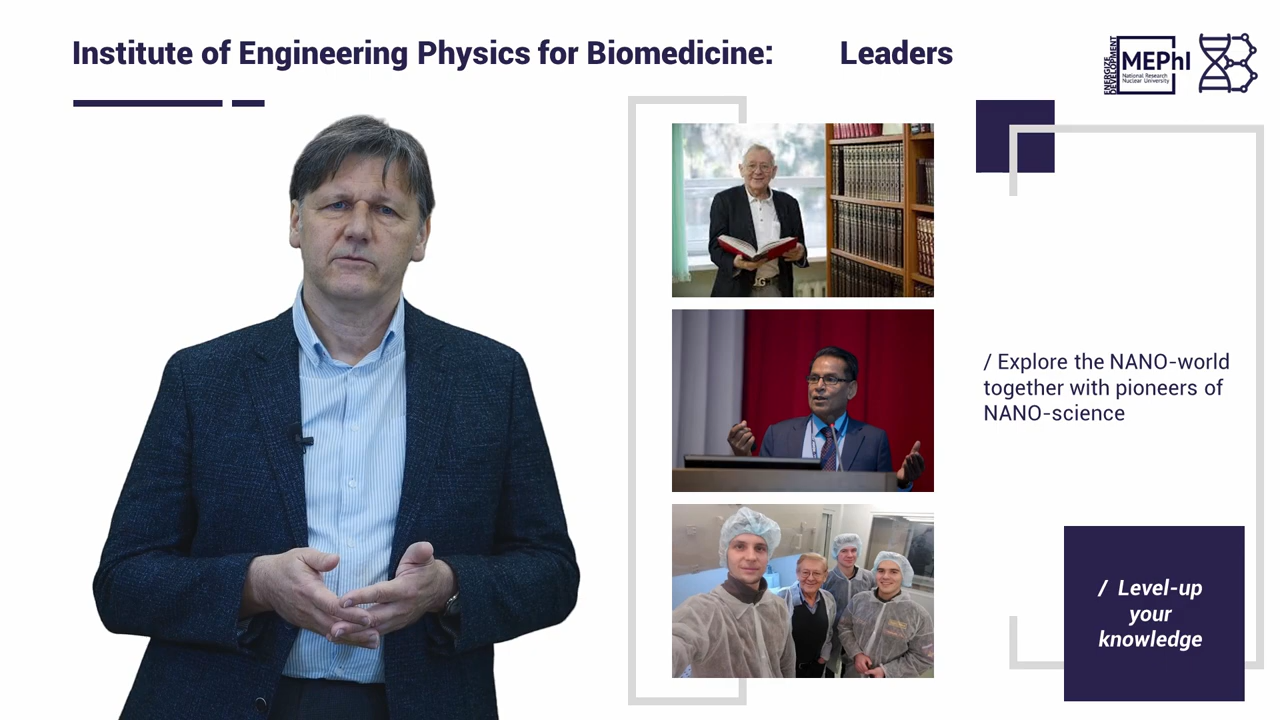 Institute of Engineering Physics for Biomedicine: Leaders
ENERGIZE
DEVELOPMENT
MEPhI
National Research
Nuclear University
/ Explore the NANO-world
together with pioneers of
NANO-science
/ Level-up
your
knowledge